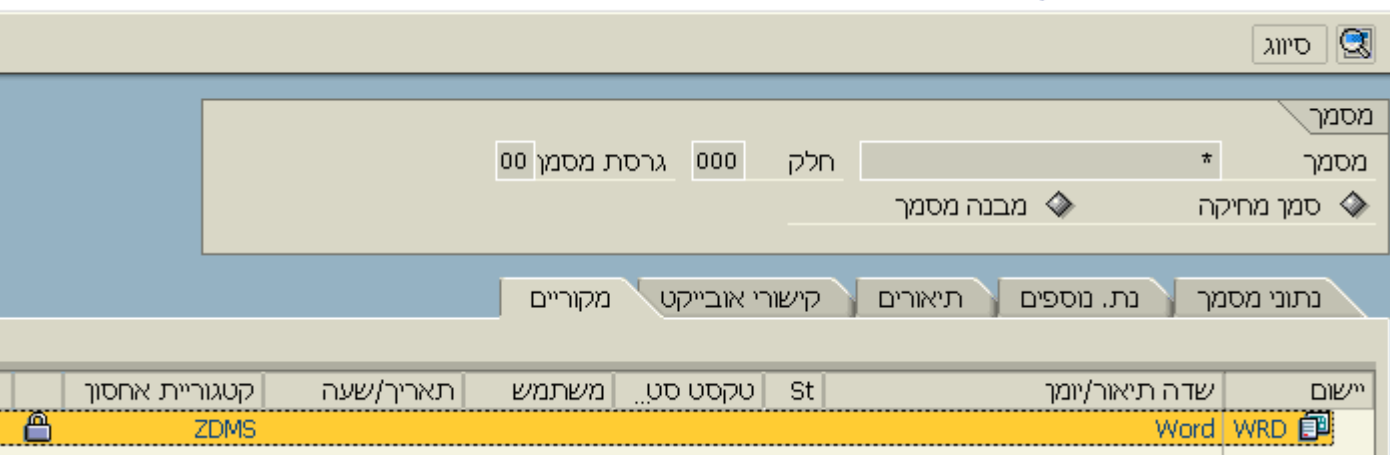 סיווג
מסמך
מסמך * חלק 000 גרסת מסמך 00
סמן מחיקה מבנה מסמך
נתוני מסמך נת. נוספים תיאורים קישורי אובייקט מקוריים
יישום שדה תיאור/יומן St טקסט סט... משתמש תאריך/שעה קטגוריית אחסון
WRD Word ZDMS